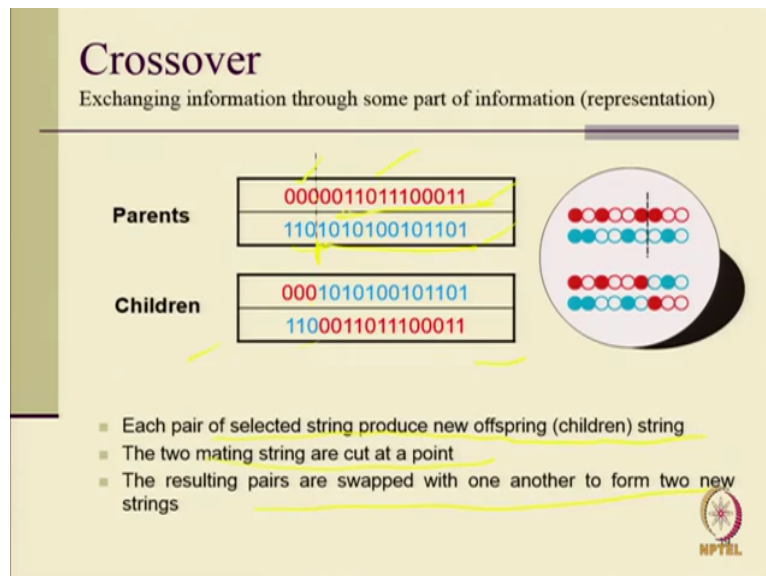 Crossover
Exchanging information through some part of information (representation)
Parents
0000011011100011
1101010100101101
Children
0001010100101101
1100011011100011
Each pair of selected string produce new offspring (children) string
The two mating string are cut at a point
The resulting pairs are swapped with one another to form two new
strings
NPTEL